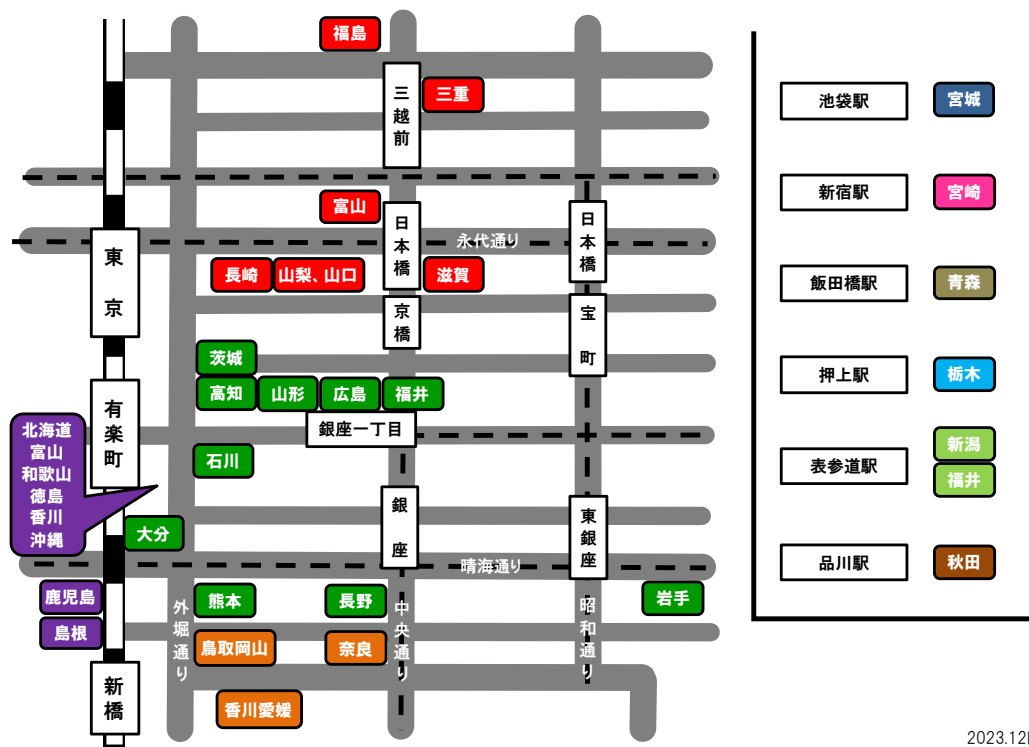 福島
三越前
三重
富山
日本橋
日本橋
永代通り
東京
長崎
山梨、山口
滋賀
京橋
宝町
茨城
高知
山形
広島
福井
有楽町
銀座一丁目
北海道
富山
和歌山
徳島
香川
沖縄
石川
大分
銀座
東銀座
晴海通り
鹿児島
島根
熊本
長野
岩手
外堀通り
中央通り
昭和通り
鳥取岡山
奈良
新橋
香川愛媛
池袋駅
宮城
新宿駅
宮崎
飯田橋駅
青森
押上駅
栃木
表参道駅
新潟
福井
品川駅
秋田
2023.12